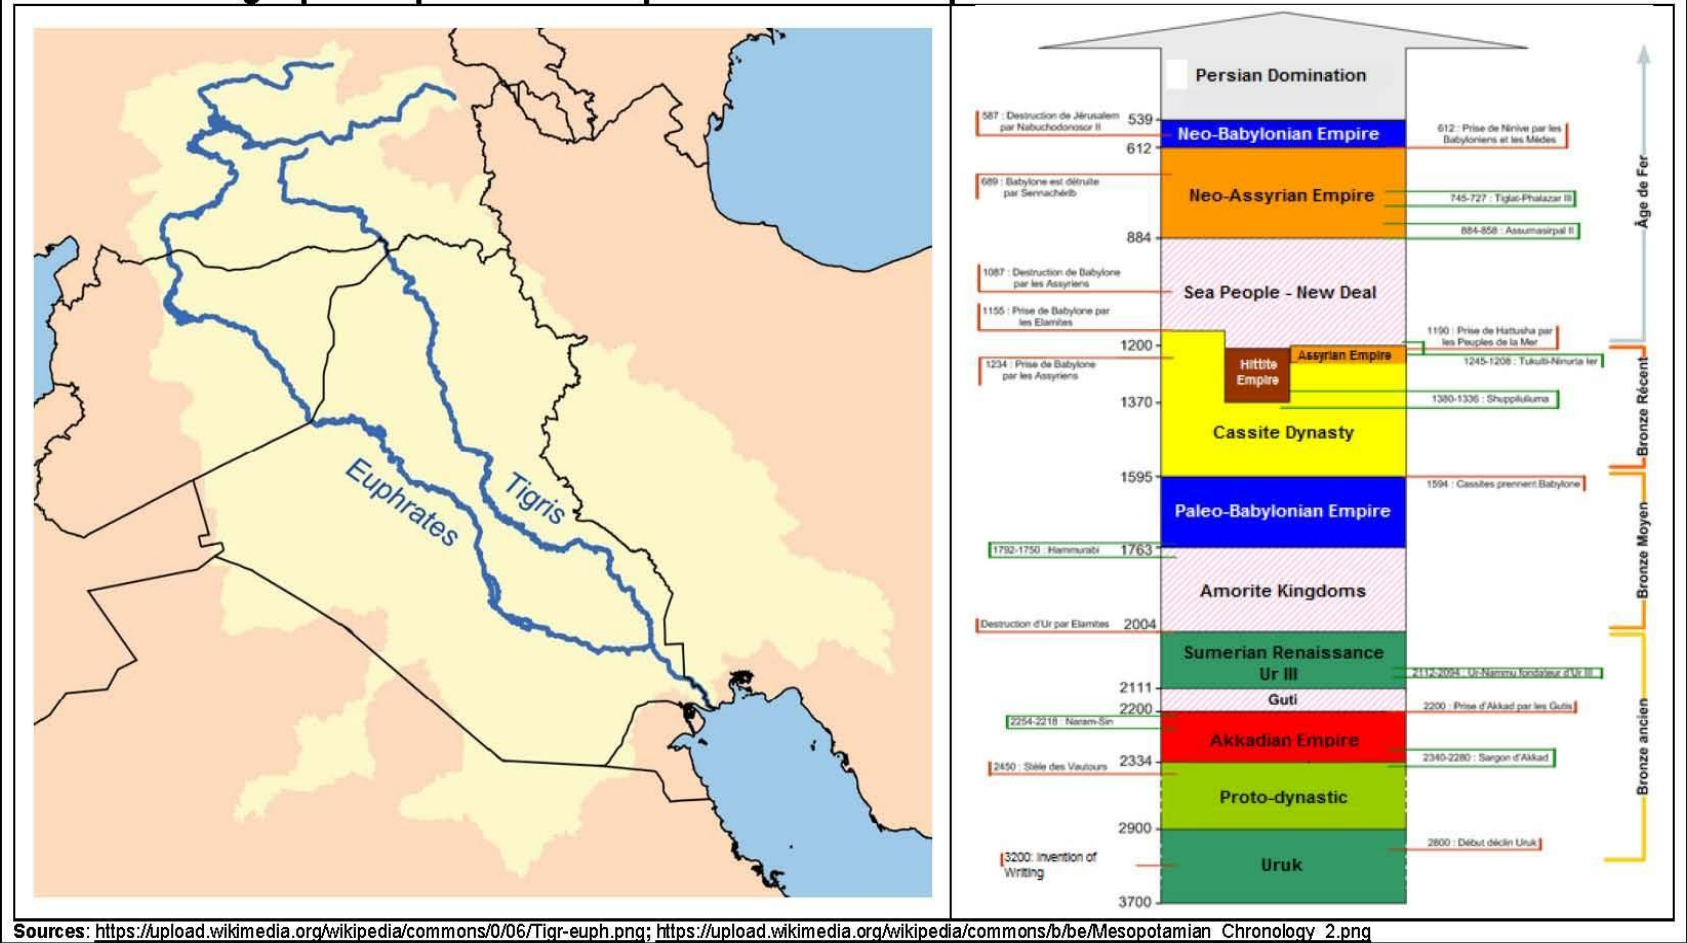 Euphrates
Tigris
Persian Domination
587 : Destruction de Jérusalem
par Nabuchodonosor II
539
Neo-Babylonian Empire
612 : Prise de Ninive par les
Babyloniens et les Mèdes
612
689 : Babylone est détruite
par Sennachérib
Neo-Assyrian Empire
745-727 : Tiglat-Phalazar III
884-858 : Assurnasirpal II
884
Âge de Fer
1087 : Destruction de Babylone
par les Assyriens
Sea People - New Deal
1155 : Prise de Babylone par
les Elamites
1190 : Prise de Hattusha par
les Peuples de la Mer
1200
Hittite
Empire
Assyrian Empire
1245-1208 : Tukulti-Ninurta Ier
1234 : Prise de Babylone
par les Assyriens
1380-1336 : Shuppiluliuma
1370
Cassite Dynasty
Bronze Récent
1595
1594 : Cassites prennent Babylone
Paleo-Babylonian Empire
1792-1750 : Hammurabi
1763
Bronze Moyen
Amorite Kingdoms
Destruction d'Ur par Elamites
2004
Sumerian Renaissance
Ur III
2112-2094 : Ur-Nammu fondateur d'Ur III
2111
Guti
2200
2200 : Prise d'Akkad par les Gutis
2254-2218 : Naram-Sin
Akkadian Empire
2340-2280 : Sargon d'Akkad
2334
2450 : Stèle des Vautours
Bronze ancien
Proto-dynastic
2900
2800 : Début déclin Uruk
3200: Invention of
Writing
Uruk
3700
Sources: https://upload.wikimedia.org/wikipedia/commons/0/06/Tigr-euph.png; https://upload.wikimedia.org/wikipedia/commons/b/be/Mesopotamian_Chronology_2.png